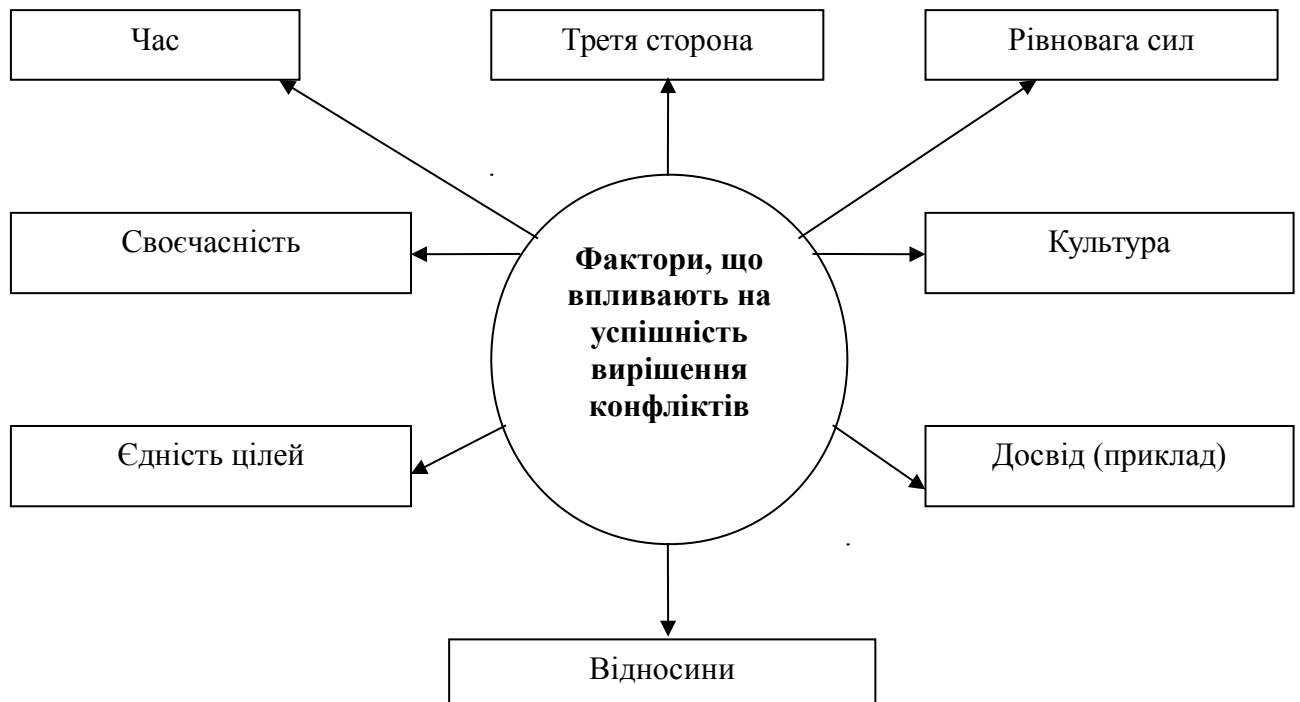 Час
Третя сторона
Рівновага сил
Своєчасність
Фактори, що
впливають на
успішність
вирішення
конфліктів
Культура
Єдність цілей
Досвід (приклад)
Відносини